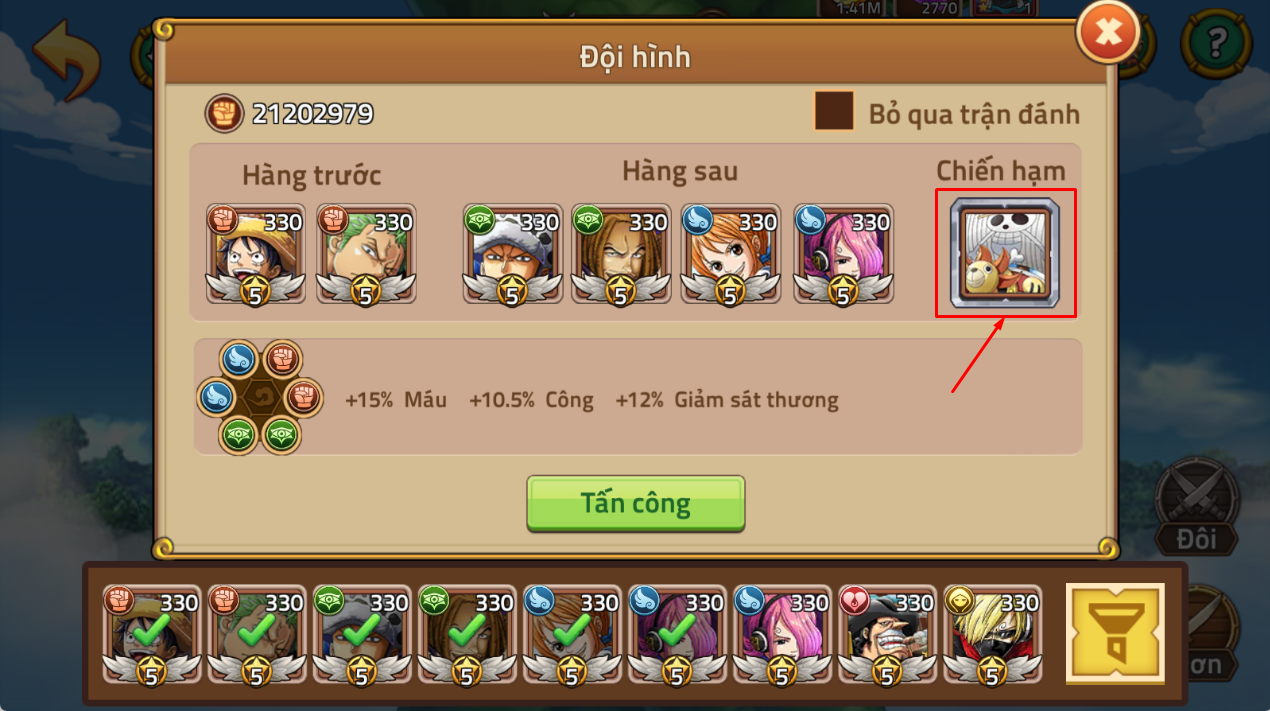 1.41M 2770 1
?
Đội hình
21202979
Bỏ qua trận đánh
Hàng trước
Hàng sau
Chiến hạm
330 330 330 330 330 330
5 5 5 5 5 5
+15% Máu +10.5% Công +12% Giảm sát thương
Tấn công
Đôi
330 330 330 330 330 330 330 330 330
5 5 5 5 5 5 5 5 5